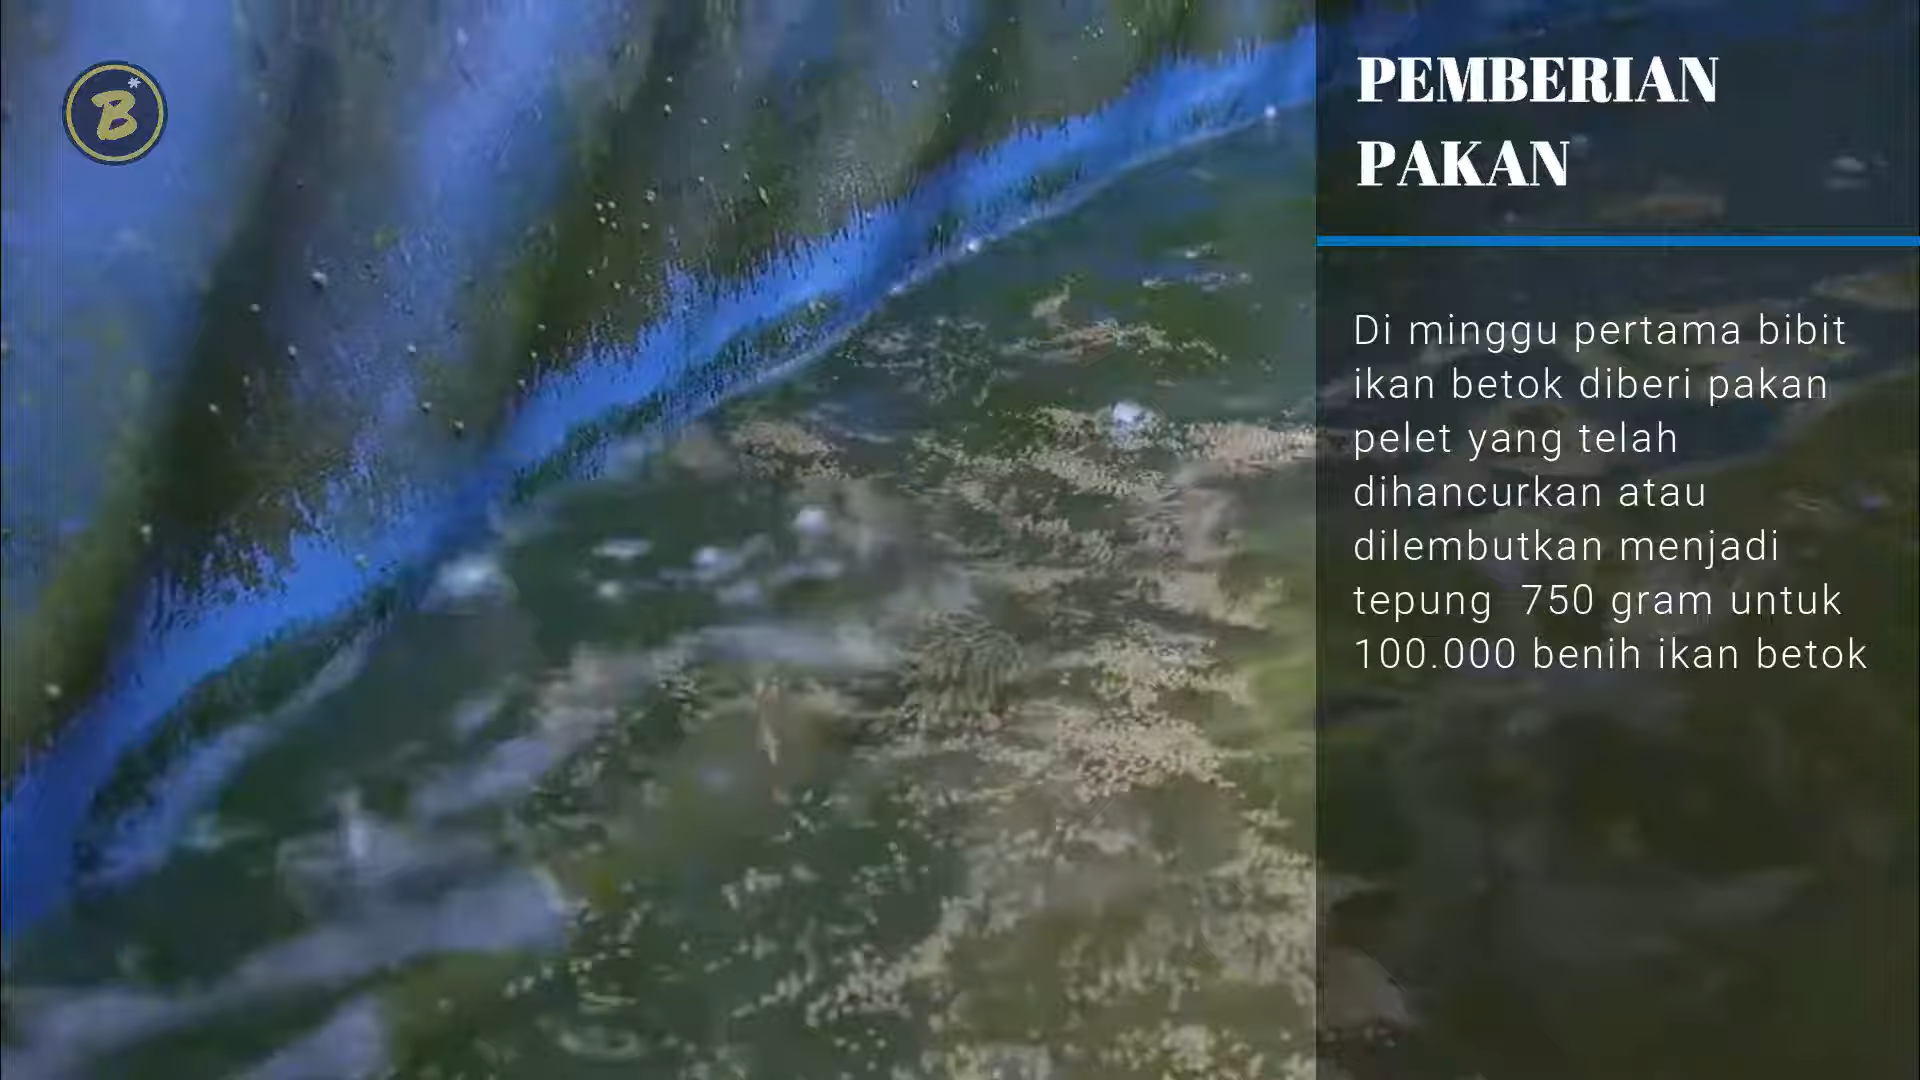 B
PEMBERIAN
PAKAN
Di minggu pertama bibit
ikan betok diberi pakan
pelet yang telah
dihancurkan atau
dilembutkan menjadi
tepung 750 gram untuk
100.000 benih ikan betok